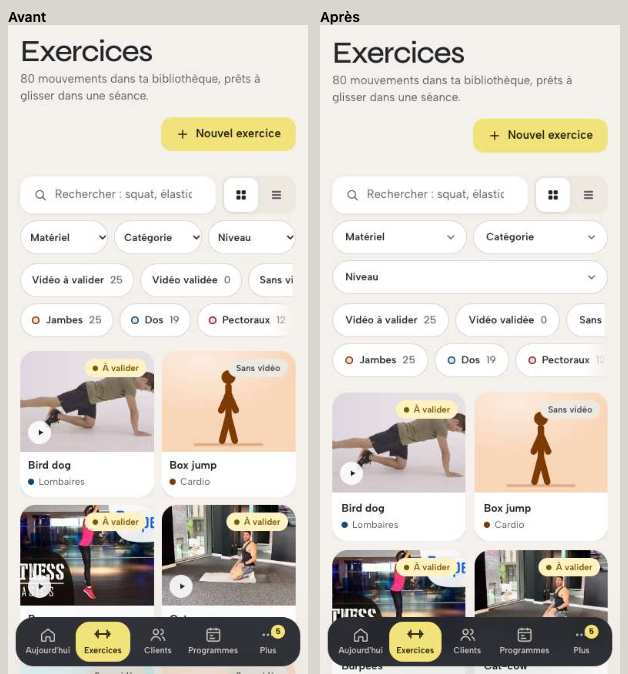 Avant
Exercices
80 mouvements dans ta bibliothèque, prêts à
glisser dans une séance.
+ Nouvel exercice
Rechercher : squat, élastic
Matériel
Catégorie
Niveau
Vidéo à valider 25
Vidéo validée 0
Sans vi
Jambes 25
Dos 19
Pectoraux 12
À valider
Sans vidéo
Bird dog
Lombaires
Box jump
Cardio
À valider
À valider
Aujourd'hui
Exercices
Clients
Programmes
Plus
5
Après
Exercices
80 mouvements dans ta bibliothèque, prêts à
glisser dans une séance.
+ Nouvel exercice
Rechercher : squat, élastic
Matériel
Catégorie
Niveau
Vidéo à valider 25
Vidéo validée 0
Sans
Jambes 25
Dos 19
Pectoraux
À valider
Sans vidéo
Bird dog
Lombaires
Box jump
Cardio
À valider
À valider
Burpees
Cat-cow
Aujourd'hui
Exercices
Clients
Programmes
Plus
5